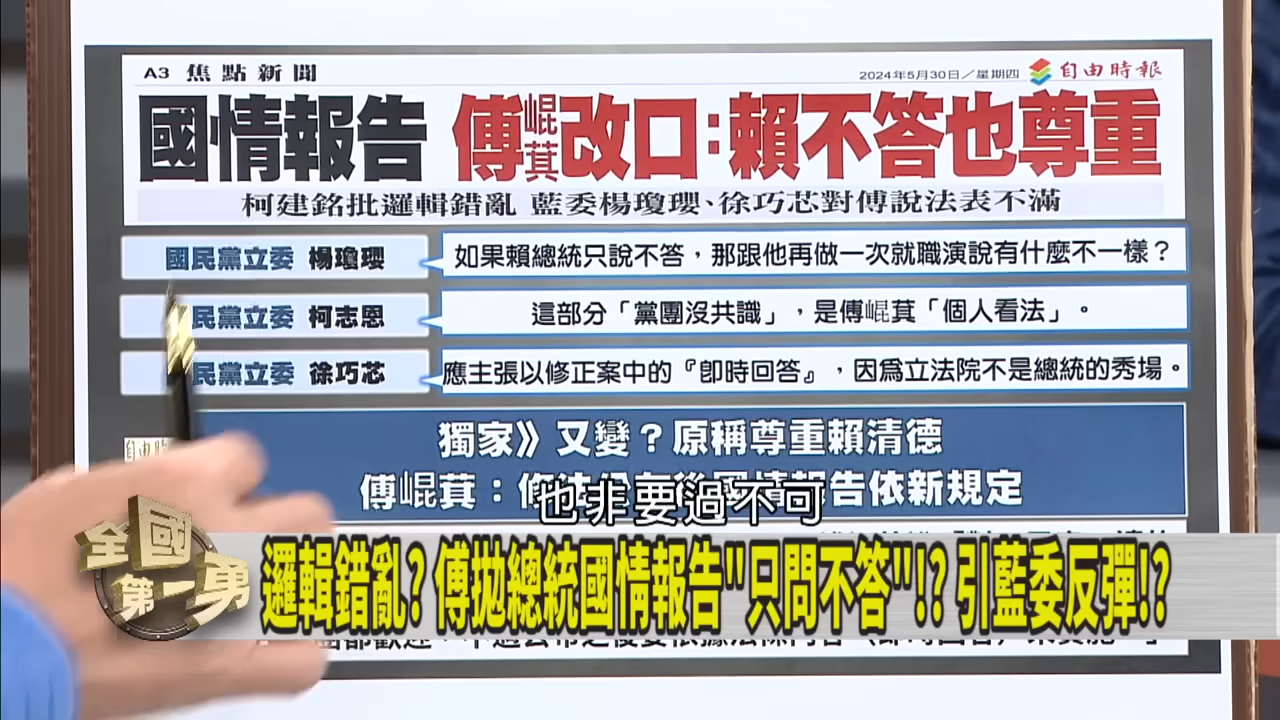 A3 焦點新聞
2024年5月30日／星期四 自由時報
國情報告 傅崐萁改口：賴不答也尊重
柯建銘批邏輯錯亂 藍委楊瓊瓔、徐巧芯對傅說法表不滿
國民黨立委 楊瓊瓔
如果賴總統只說不答，那跟他再做一次就職演說有什麼不一樣？
民黨立委 柯志恩
這部分「黨團沒共識」，是傅崐萁「個人看法」。
民黨立委 徐巧芯
應主張以修正案中的『即時回答』，因為立法院不是總統的秀場。
自由時
獨家》又變？原稱尊重賴清德
傅崐萁：修法 後國情報告依新規定
也非要過不可
全國第一勇
邏輯錯亂？傅拋總統國情報告"只問不答"!? 引藍委反彈!?